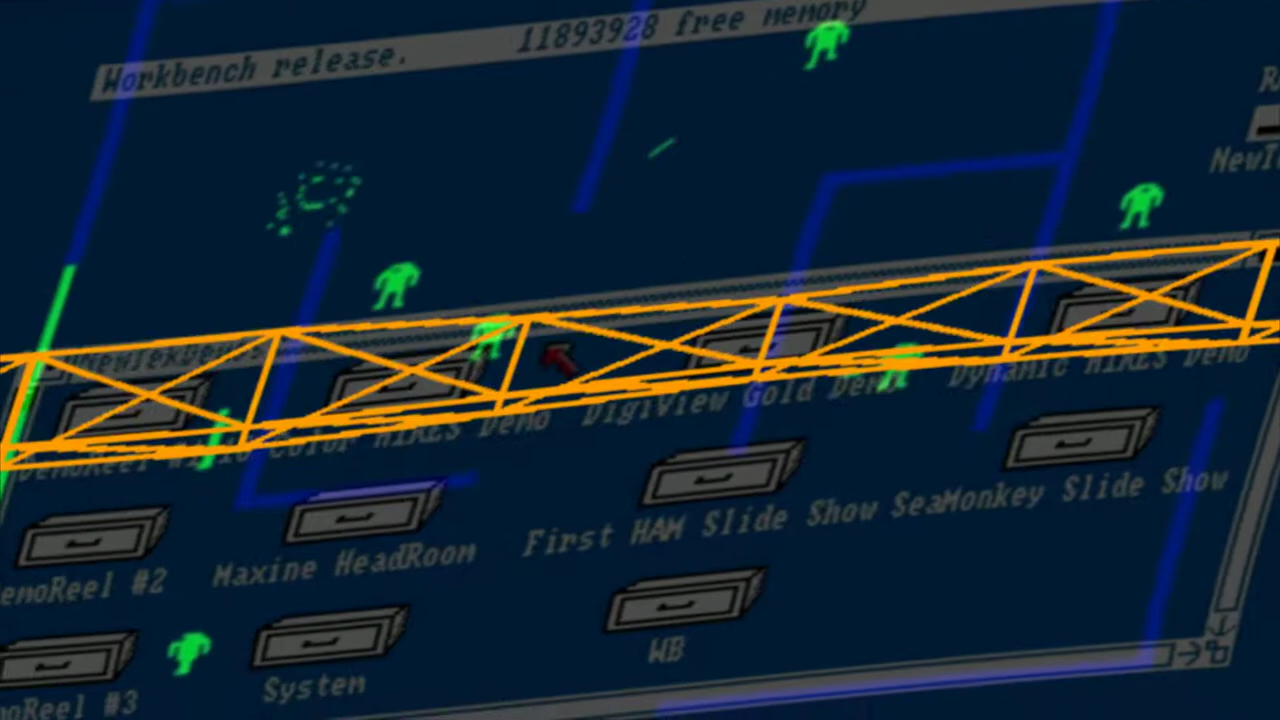 Workbench release. 11893928 free memory
DigiView Gold Demo
Dynamic HIRES Demo
Color HIRES Demo
First HAM Slide Show
SeaMonkey Slide Show
Maxine HeadRoom
#2
WB
System
#3